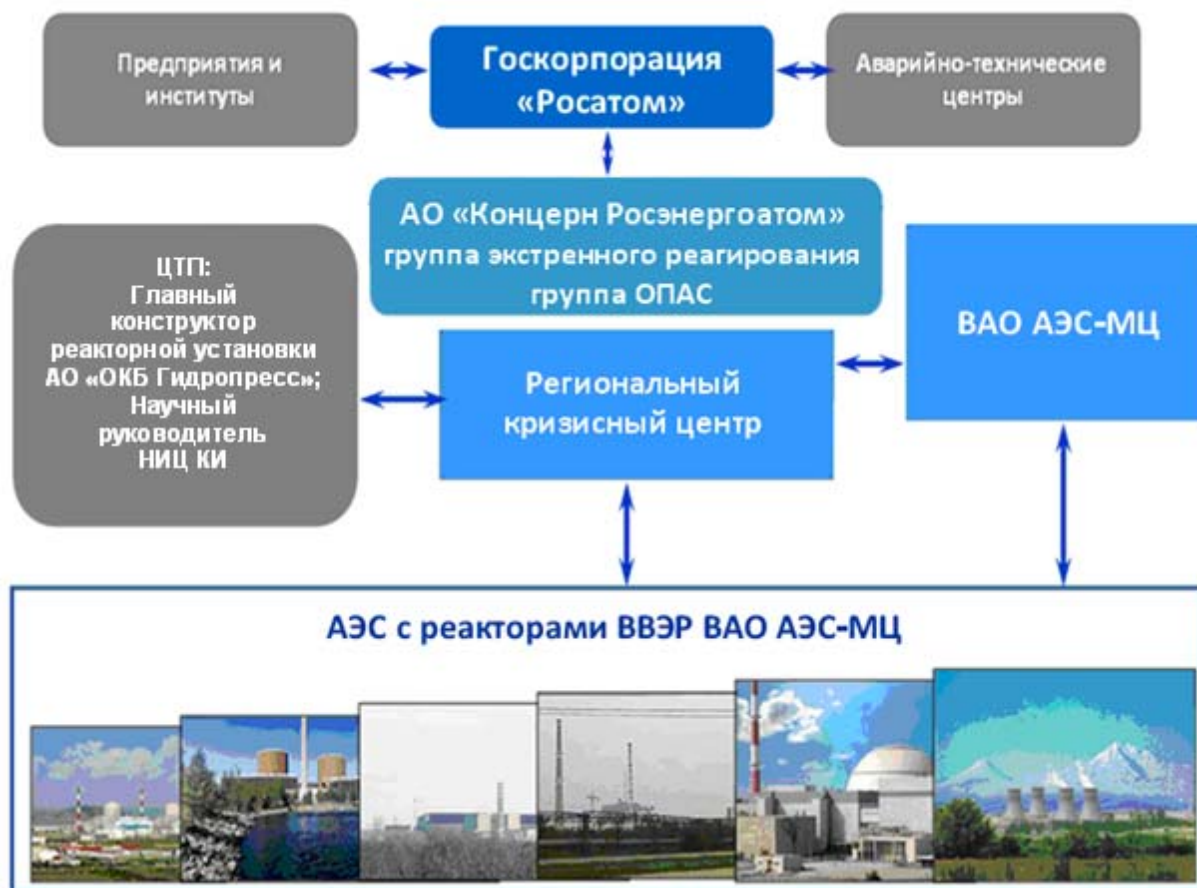 Предприятия и
институты
Госкорпорация
«Росатом»
Аварийно-технические
центры
АО «Концерн Росэнергоатом»
группа экстренного реагирования
группа ОПАС
ЦТП:
Главный
конструктор
реакторной установки
АО «ОКБ Гидропресс»;
Научный
руководитель
НИЦ КИ
Региональный
кризисный центр
ВАО АЭС-МЦ
АЭС с реакторами ВВЭР ВАО АЭС-МЦ